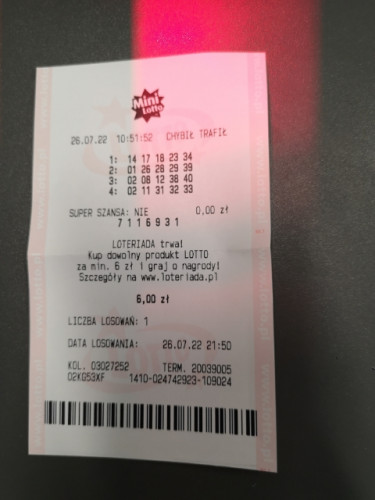 Mini
Lotto
26.07.22 10:51:52 CHYBIŁ TRAFIŁ
1: 14 17 18 23 34
2: 01 26 28 29 39
3: 02 08 12 38 40
4: 02 11 31 32 33
SUPER SZANSA: NIE 0,00 zł
7116931
LOTERIADA trwa!
Kup dowolny produkt LOTTO
za min. 6 zł i graj o nagrody!
Szczegóły na www.loteriada.pl
6,00 zł
LICZBA LOSOWAŃ: 1
DATA LOSOWANIA: 26.07.22 21:50
KOL. 03027252 TERM. 20039005
02KQ53XF 1410-024742923-109024